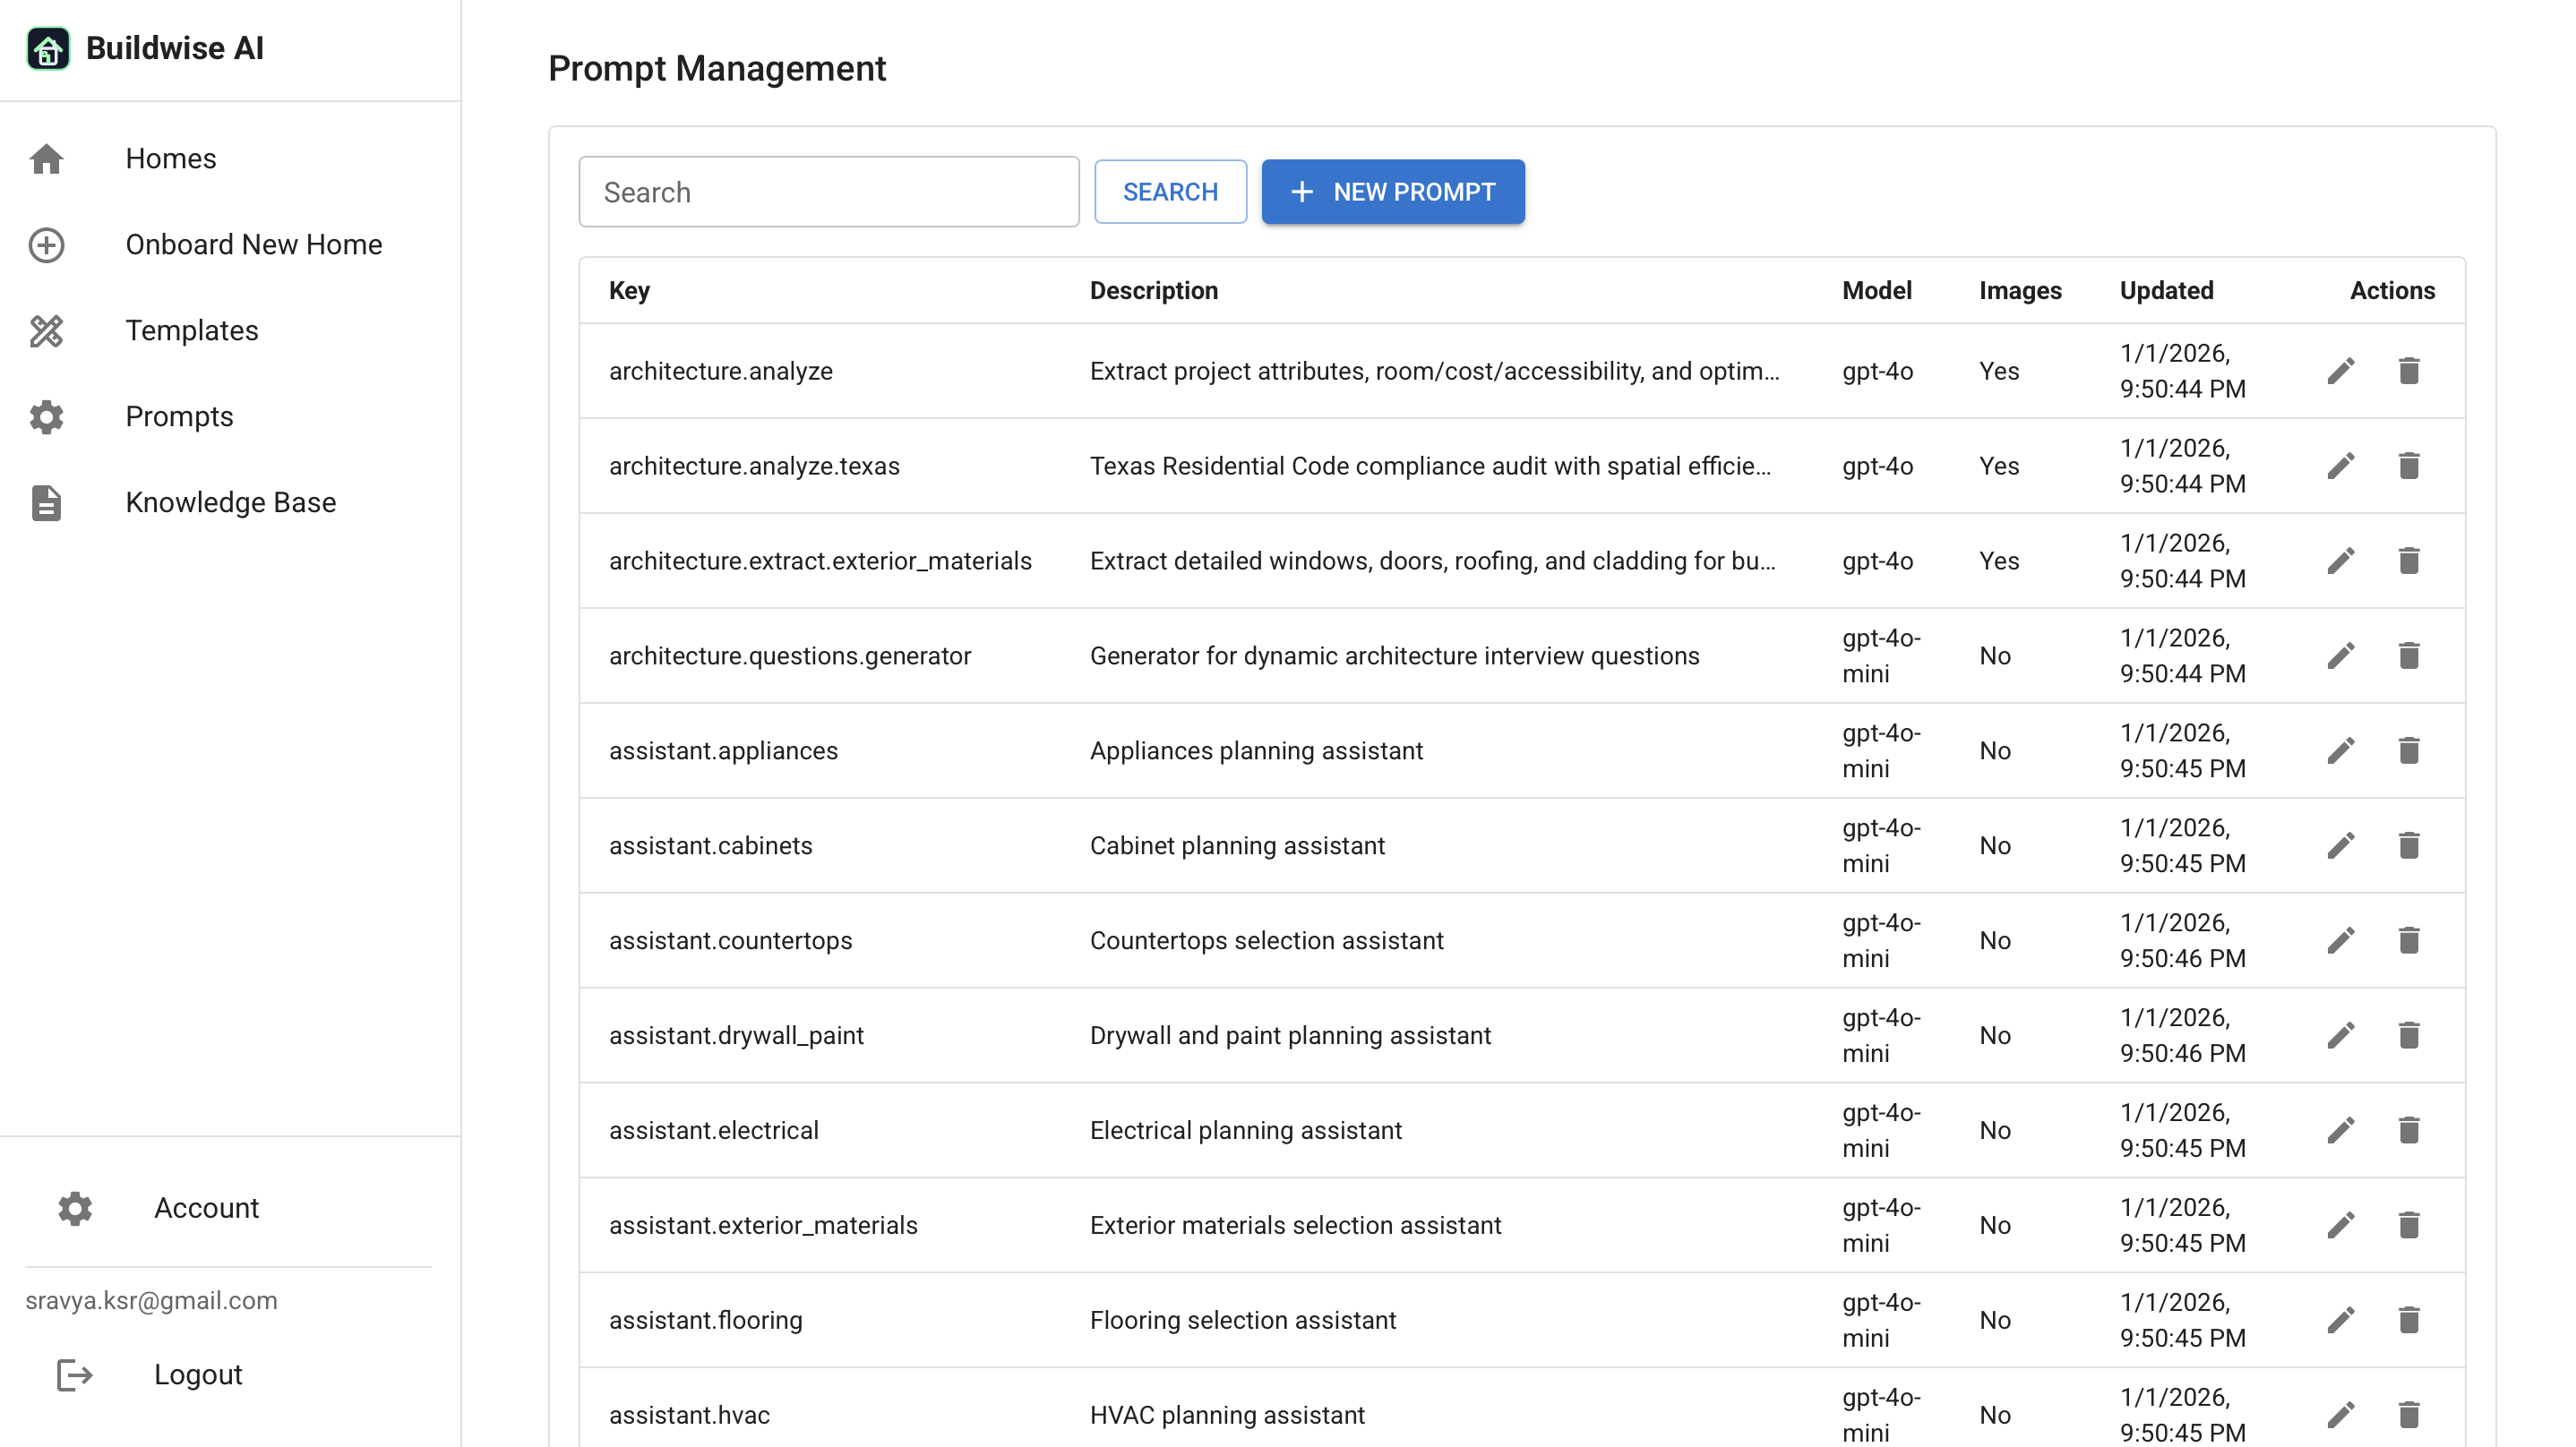 Buildwise AI
Homes
Onboard New Home
Templates
Prompts
Knowledge Base
Account
sravya.ksr@gmail.com
Logout
Prompt Management
Search SEARCH + NEW PROMPT
Key Description Model Images Updated Actions
architecture.analyze Extract project attributes, room/cost/accessibility, and optim... gpt-4o Yes 1/1/2026,
9:50:44 PM
architecture.analyze.texas Texas Residential Code compliance audit with spatial efficie... gpt-4o Yes 1/1/2026,
9:50:44 PM
architecture.extract.exterior_materials Extract detailed windows, doors, roofing, and cladding for bu... gpt-4o Yes 1/1/2026,
9:50:44 PM
architecture.questions.generator Generator for dynamic architecture interview questions gpt-4o- No 1/1/2026,
mini 9:50:44 PM
assistant.appliances Appliances planning assistant gpt-4o- No 1/1/2026,
mini 9:50:45 PM
assistant.cabinets Cabinet planning assistant gpt-4o- No 1/1/2026,
mini 9:50:45 PM
assistant.countertops Countertops selection assistant gpt-4o- No 1/1/2026,
mini 9:50:46 PM
assistant.drywall_paint Drywall and paint planning assistant gpt-4o- No 1/1/2026,
mini 9:50:46 PM
assistant.electrical Electrical planning assistant gpt-4o- No 1/1/2026,
mini 9:50:45 PM
assistant.exterior_materials Exterior materials selection assistant gpt-4o- No 1/1/2026,
mini 9:50:45 PM
assistant.flooring Flooring selection assistant gpt-4o- No 1/1/2026,
mini 9:50:45 PM
assistant.hvac HVAC planning assistant gpt-4o- No 1/1/2026,
mini 9:50:45 PM